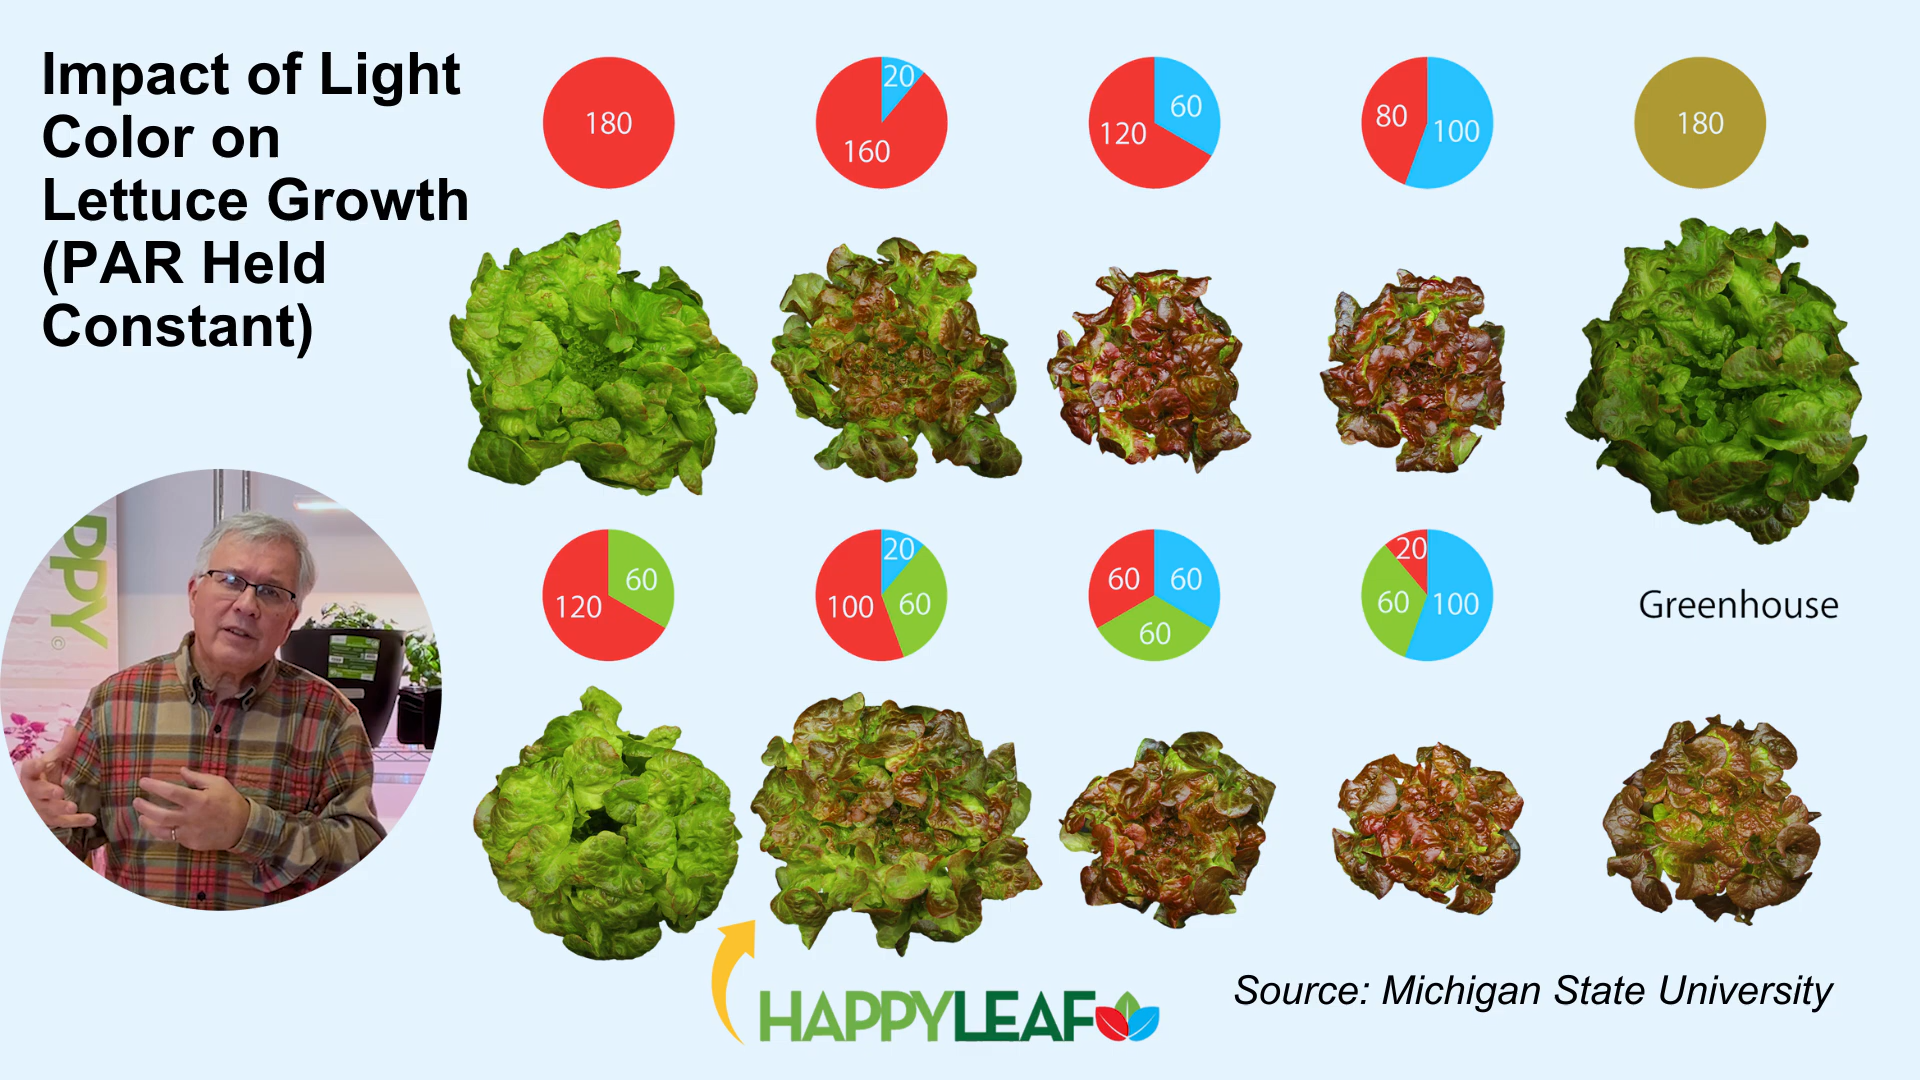 Impact of Light
Color on
Lettuce Growth
(PAR Held
Constant)
180
20
160
60
120
80
100
180
60
120
20
100
60
60
60
60
20
60
100
Greenhouse
PPY
©
HAPPYLEAF
Source: Michigan State University